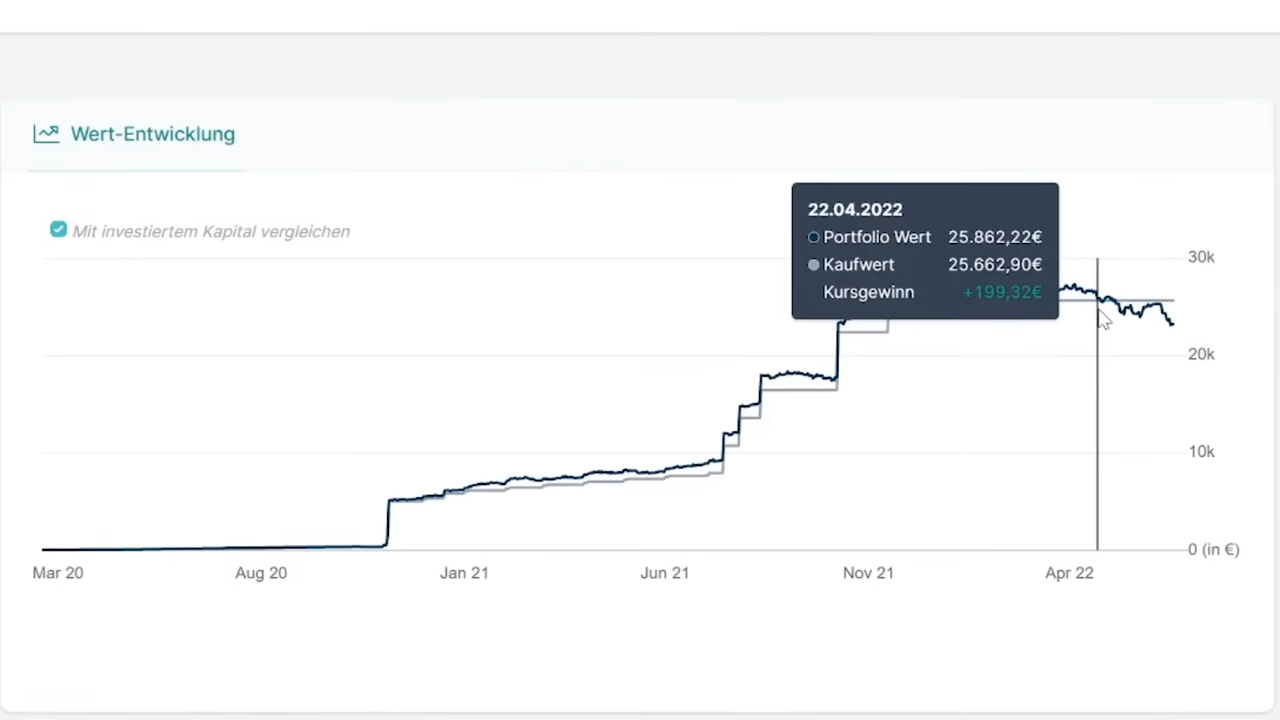 Wert-Entwicklung
Mit investiertem Kapital vergleichen
22.04.2022
Portfolio Wert 25.862,22€
Kaufwert 25.662,90€
Kursgewinn +199,32€
30k
20k
10k
0 (in €)
Mar 20 Aug 20 Jan 21 Jun 21 Nov 21 Apr 22